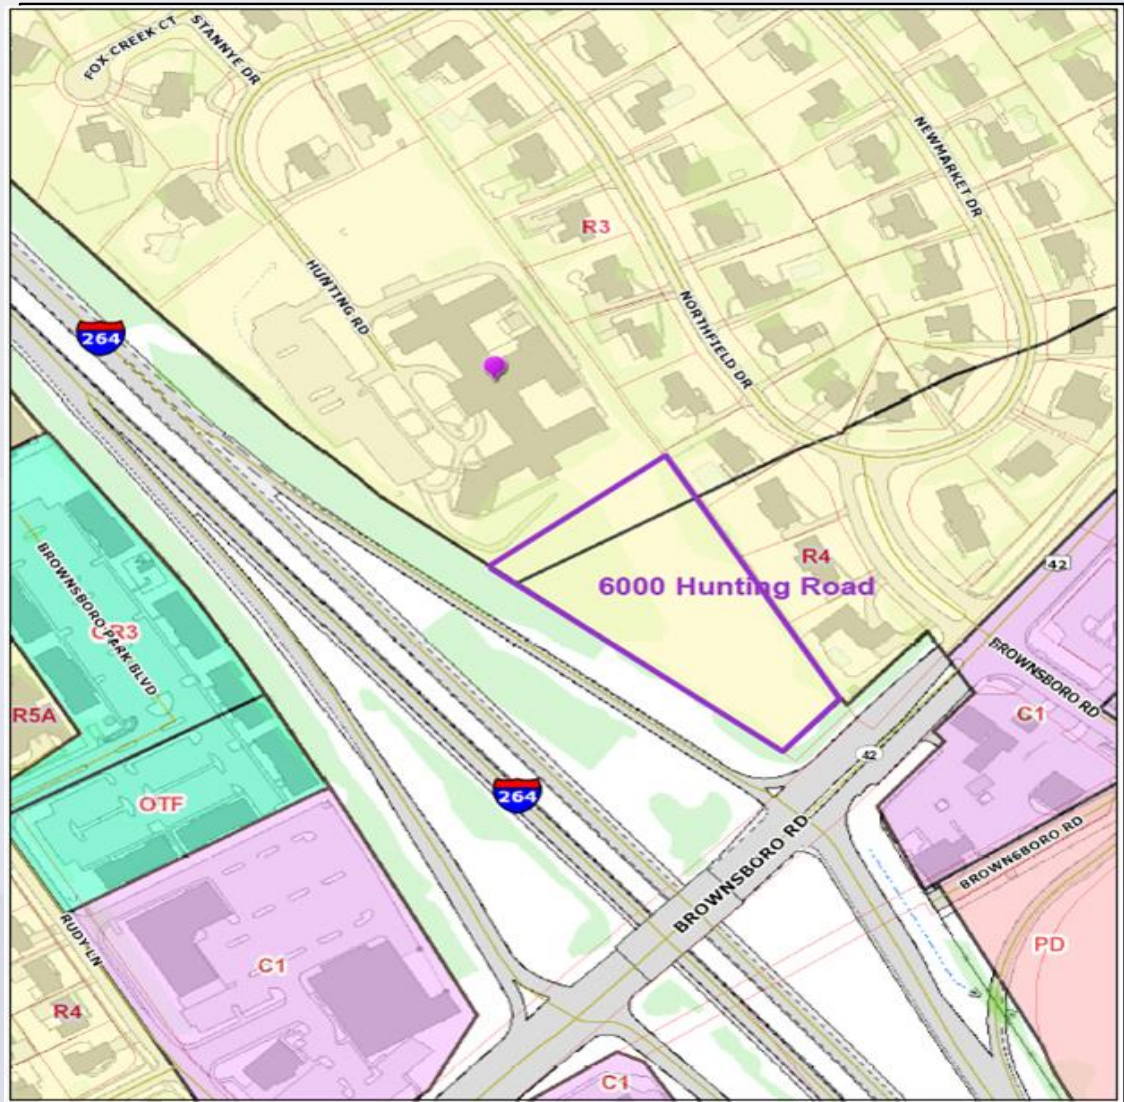 FOX CREEK CT
STANNYE DR
NEWMARKET DR
R3
HUNTING RD
NORTHFIELD DR
264
R4
6000 Hunting Road
42
BROWNSBORO PARK BLVD
OR3
BROWNSBORO RD
R5A
C1
42
264
OTF
BROWNSBORO RD
BROWNSBORO RD
RUDY LN
PD
C1
R4
C1